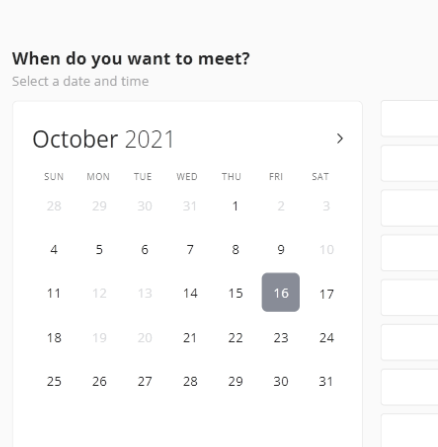 When do you want to meet?
Select a date and time
October 2021
SUN MON TUE WED THU FRI SAT
28 29 30 31 1 2 3
4 5 6 7 8 9 10
11 12 13 14 15 16 17
18 19 20 21 22 23 24
25 26 27 28 29 30 31